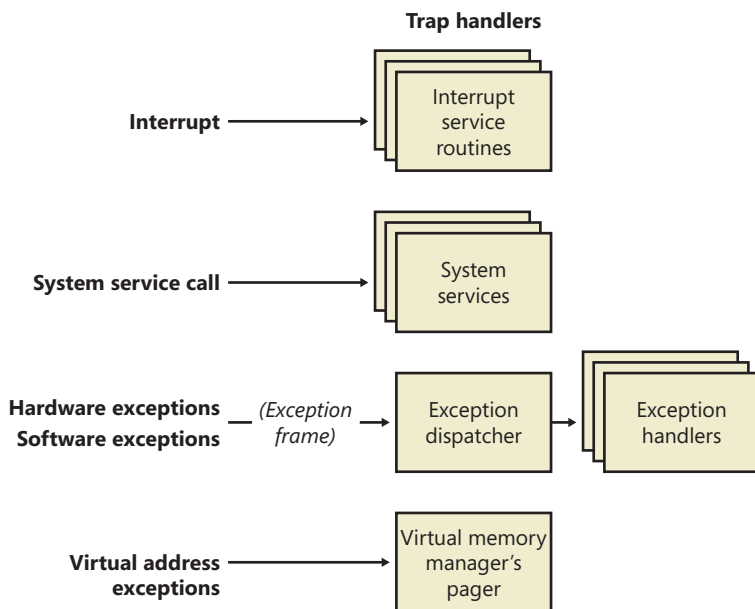 Trap handlers
Interrupt
Interrupt
service
routines
System service call
System
services
Hardware exceptions
Software exceptions
(Exception
frame)
Exception
dispatcher
Exception
handlers
Virtual address
exceptions
Virtual memory
manager's
pager